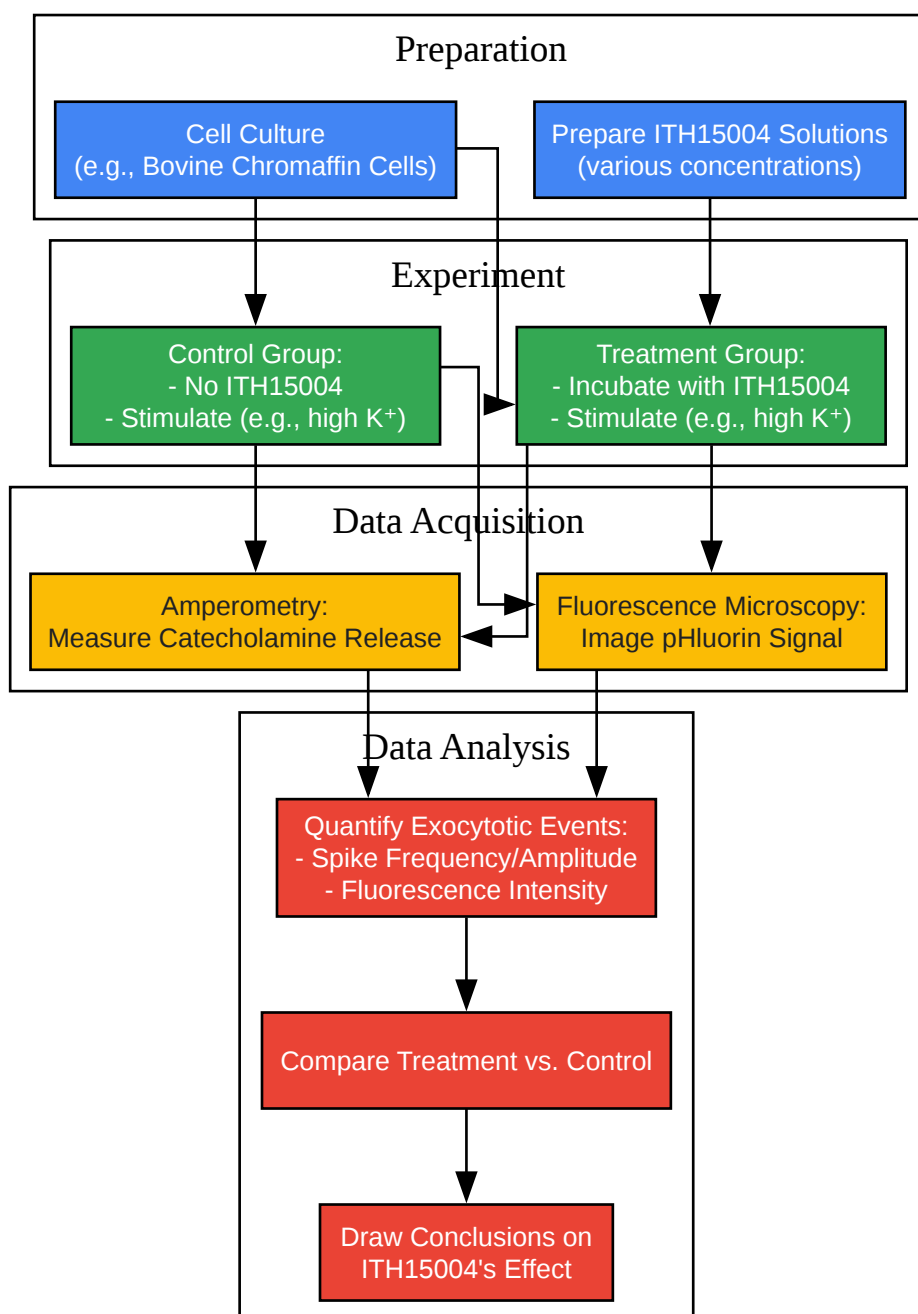 Preparation
Cell Culture
(e.g., Bovine Chromaffin Cells)
Prepare ITH15004 Solutions
(various concentrations)
Experiment
Control Group:
- No ITH15004
- Stimulate (e.g., high K⁺)
Treatment Group:
- Incubate with ITH15004
- Stimulate (e.g., high K⁺)
Data Acquisition
Amperometry:
Measure Catecholamine Release
Fluorescence Microscopy:
Image pHluorin Signal
Data Analysis
Quantify Exocytotic Events:
- Spike Frequency/Amplitude
- Fluorescence Intensity
Compare Treatment vs. Control
Draw Conclusions on
ITH15004's Effect